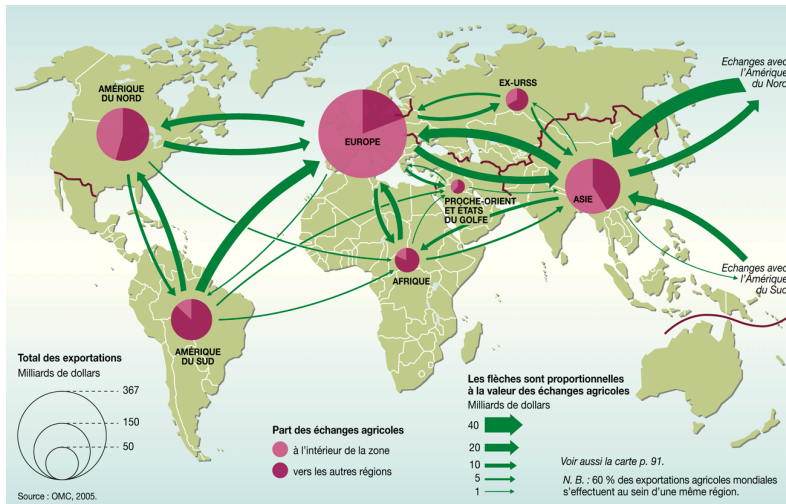 Echanges avec
l'Amérique
du Nord
AMÉRIQUE
DU NORD
EX-URSS
EUROPE
PROCHE-ORIENT
ET ÉTATS
DU GOLFE
ASIE
AFRIQUE
Echanges avec
l'Amérique
du Sud
AMÉRIQUE
DU SUD
Total des exportations
Milliards de dollars
367
150
50
Source : OMC, 2005.
Part des échanges agricoles
à l'intérieur de la zone
vers les autres régions
Les flèches sont proportionnelles
à la valeur des échanges agricoles
Milliards de dollars
40
20
10
5
1
Voir aussi la carte p. 91.
N. B. : 60 % des exportations agricoles mondiales
s'effectuent au sein d'une même région.